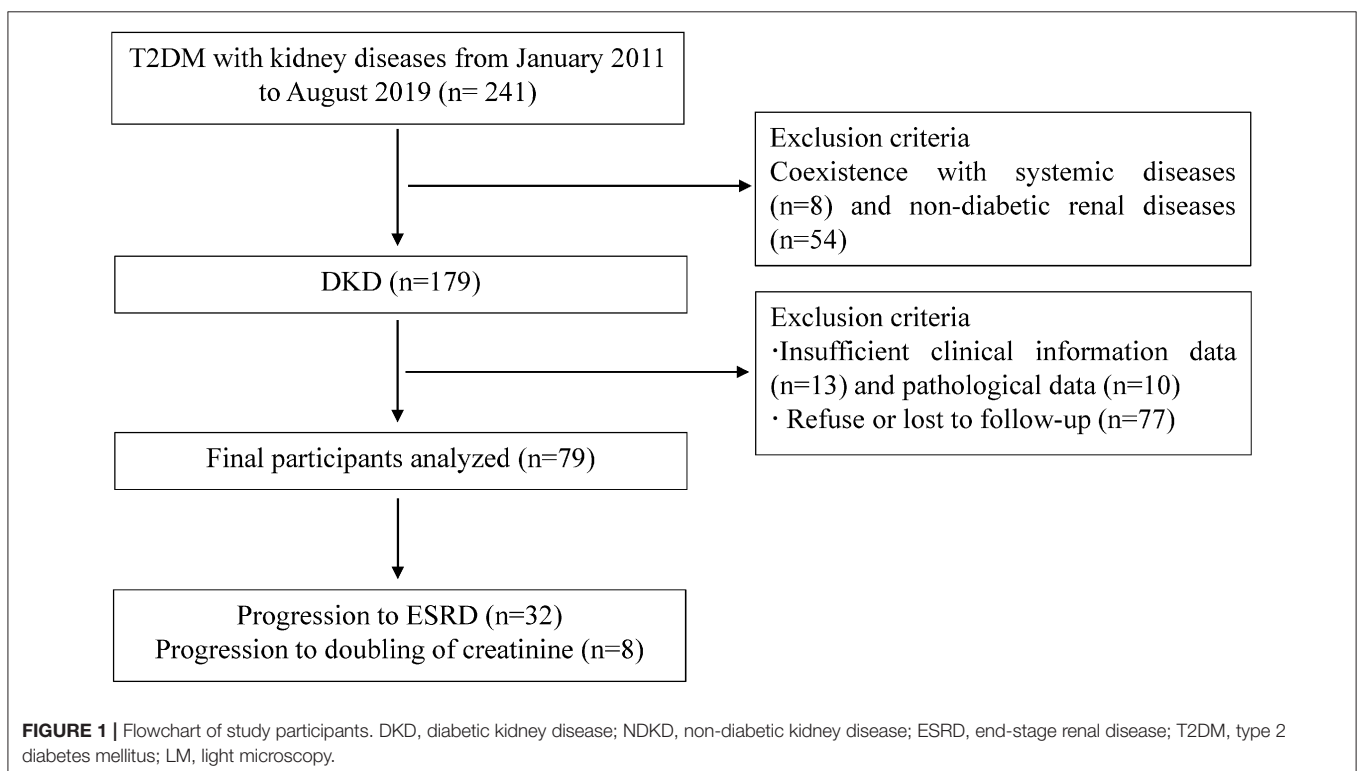 T2DM with kidney diseases from January 2011
to August 2019 (n= 241)
Exclusion criteria
Coexistence with systemic diseases
(n=8) and non-diabetic renal diseases
(n=54)
DKD (n=179)
Exclusion criteria
·Insufficient clinical information data
(n=13) and pathological data (n=10)
· Refuse or lost to follow-up (n=77)
Final participants analyzed (n=79)
Progression to ESRD (n=32)
Progression to doubling of creatinine (n=8)
FIGURE 1 | Flowchart of study participants. DKD, diabetic kidney disease; NDKD, non-diabetic kidney disease; ESRD, end-stage renal disease; T2DM, type 2
diabetes mellitus; LM, light microscopy.